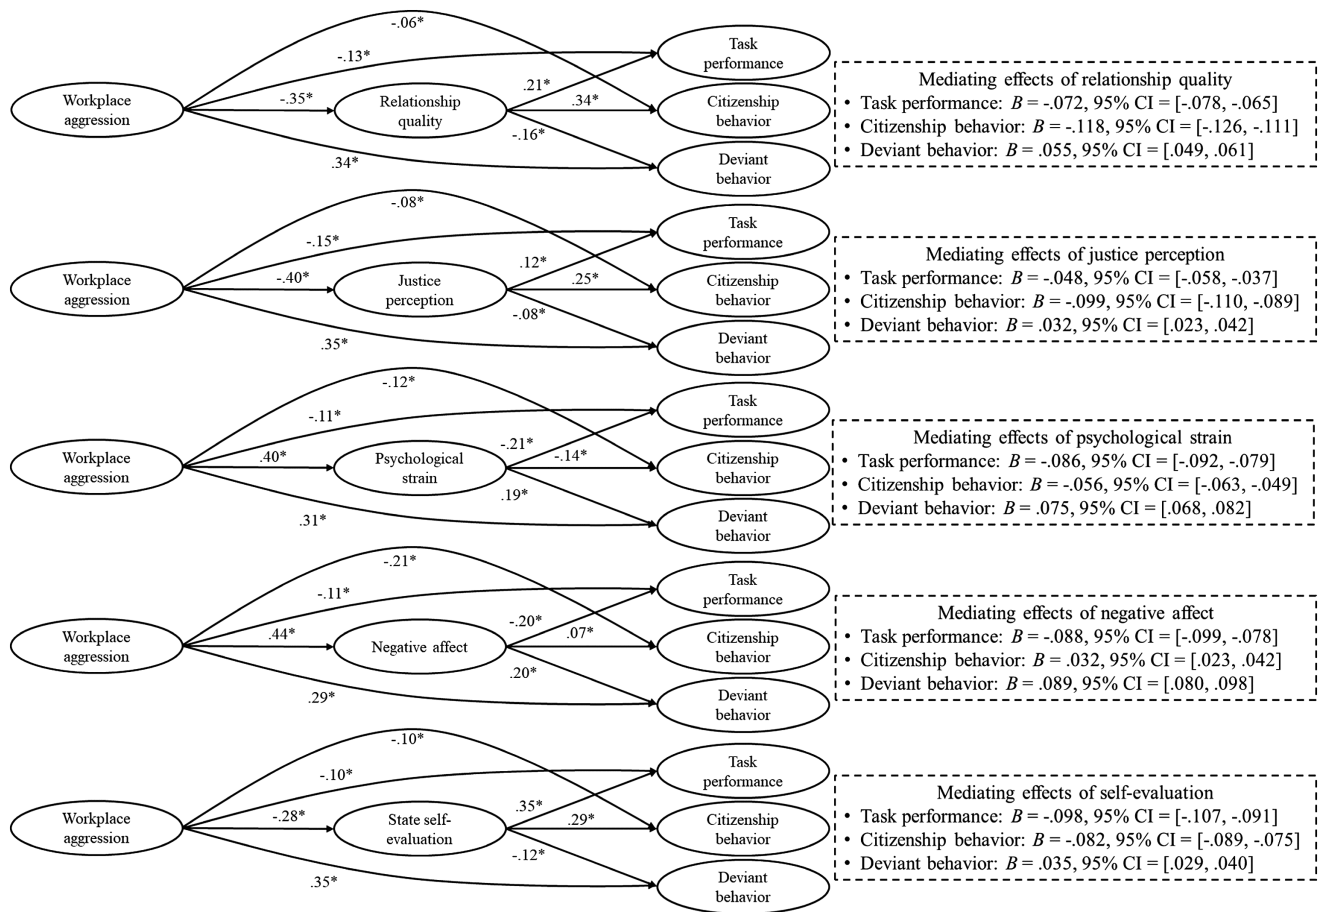 -.06*
-.13*
Task
performance
Workplace
aggression
-.35*
Relationship
quality
.21*
.34*
-.16*
Citizenship
behavior
.34*
Deviant
behavior
Mediating effects of relationship quality
• Task performance: B = -.072, 95% CI = [-.078, -.065]
• Citizenship behavior: B = -.118, 95% CI = [-.126, -.111]
• Deviant behavior: B = .055, 95% CI = [.049, .061]
-.08*
-.15*
Task
performance
Workplace
aggression
-.40*
Justice
perception
.12*
.25*
-.08*
Citizenship
behavior
.35*
Deviant
behavior
Mediating effects of justice perception
• Task performance: B = -.048, 95% CI = [-.058, -.037]
• Citizenship behavior: B = -.099, 95% CI = [-.110, -.089]
• Deviant behavior: B = .032, 95% CI = [.023, .042]
-.12*
-.11*
Task
performance
Workplace
aggression
.40*
Psychological
strain
-.21*
-.14*
.19*
Citizenship
behavior
.31*
Deviant
behavior
Mediating effects of psychological strain
• Task performance: B = -.086, 95% CI = [-.092, -.079]
• Citizenship behavior: B = -.056, 95% CI = [-.063, -.049]
• Deviant behavior: B = .075, 95% CI = [.068, .082]
-.21*
-.11*
Task
performance
Workplace
aggression
.44*
Negative affect
-.20*
.07*
.20*
Citizenship
behavior
.29*
Deviant
behavior
Mediating effects of negative affect
• Task performance: B = -.088, 95% CI = [-.099, -.078]
• Citizenship behavior: B = .032, 95% CI = [.023, .042]
• Deviant behavior: B = .089, 95% CI = [.080, .098]
-.10*
-.10*
Task
performance
Workplace
aggression
-.28*
State self-
evaluation
.35*
.29*
-.12*
Citizenship
behavior
.35*
Deviant
behavior
Mediating effects of self-evaluation
• Task performance: B = -.098, 95% CI = [-.107, -.091]
• Citizenship behavior: B = -.082, 95% CI = [-.089, -.075]
• Deviant behavior: B = .035, 95% CI = [.029, .040]